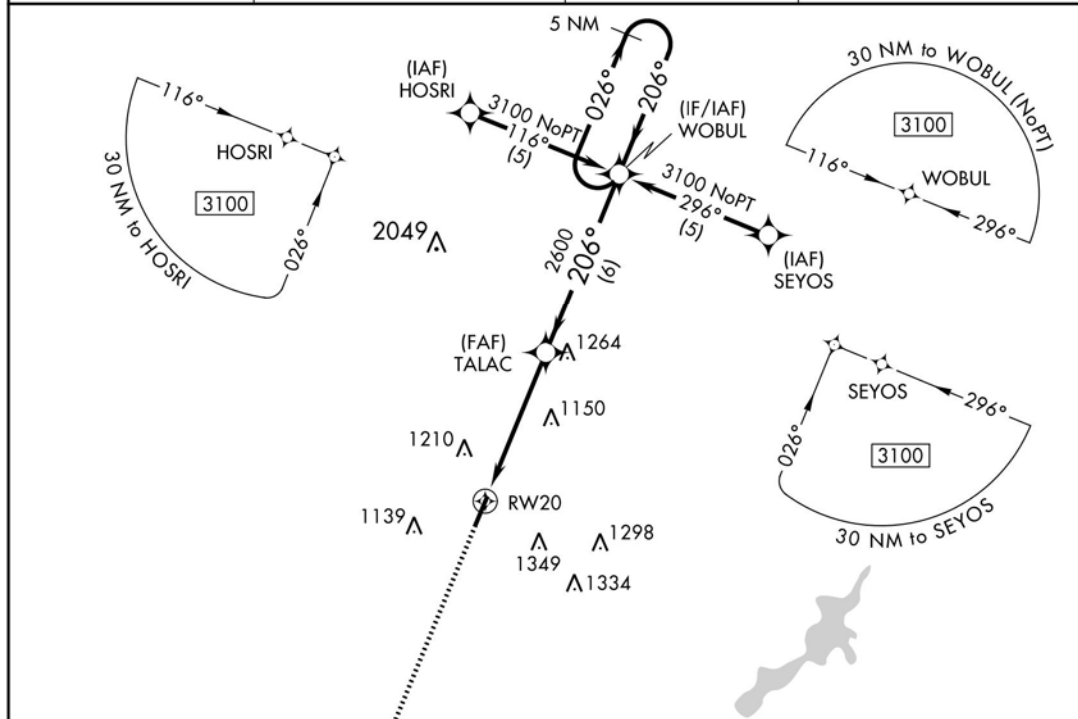 5 NM
026°
206°
(IAF)
HOSRI
3100 NoPT
116°
(5)
(IF/IAF)
WOBUL
3100 NoPT
296°
(5)
(IAF)
SEYOS
116°
HOSRI
3100
026°
30 NM to HOSRI
30 NM to WOBUL (NoPT)
3100
116°
WOBUL
296°
2049
2600
206°
(6)
(FAF)
TALAC
1264
1150
1210
RW20
1139
1349
1298
1334
SEYOS
296°
026°
3100
30 NM to SEYOS